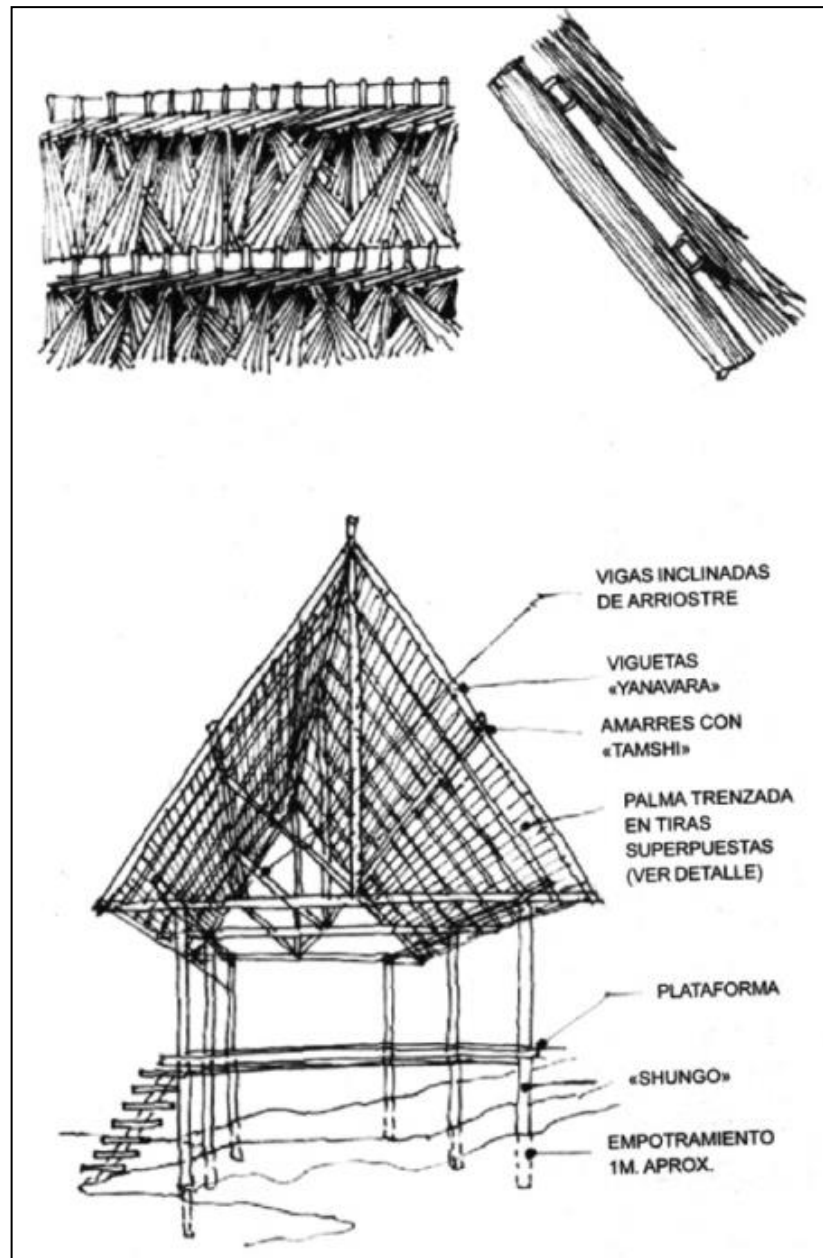 VIGAS INCLINADAS
DE ARRIOSTRE
VIGUETAS
«YANAVARA»
AMARRES CON
«TAMSHI»
PALMA TRENZADA
EN TIRAS
SUPERPUESTAS
(VER DETALLE)
PLATAFORMA
«SHUNGO»
EMPOTRAMIENTO
1M. APROX.